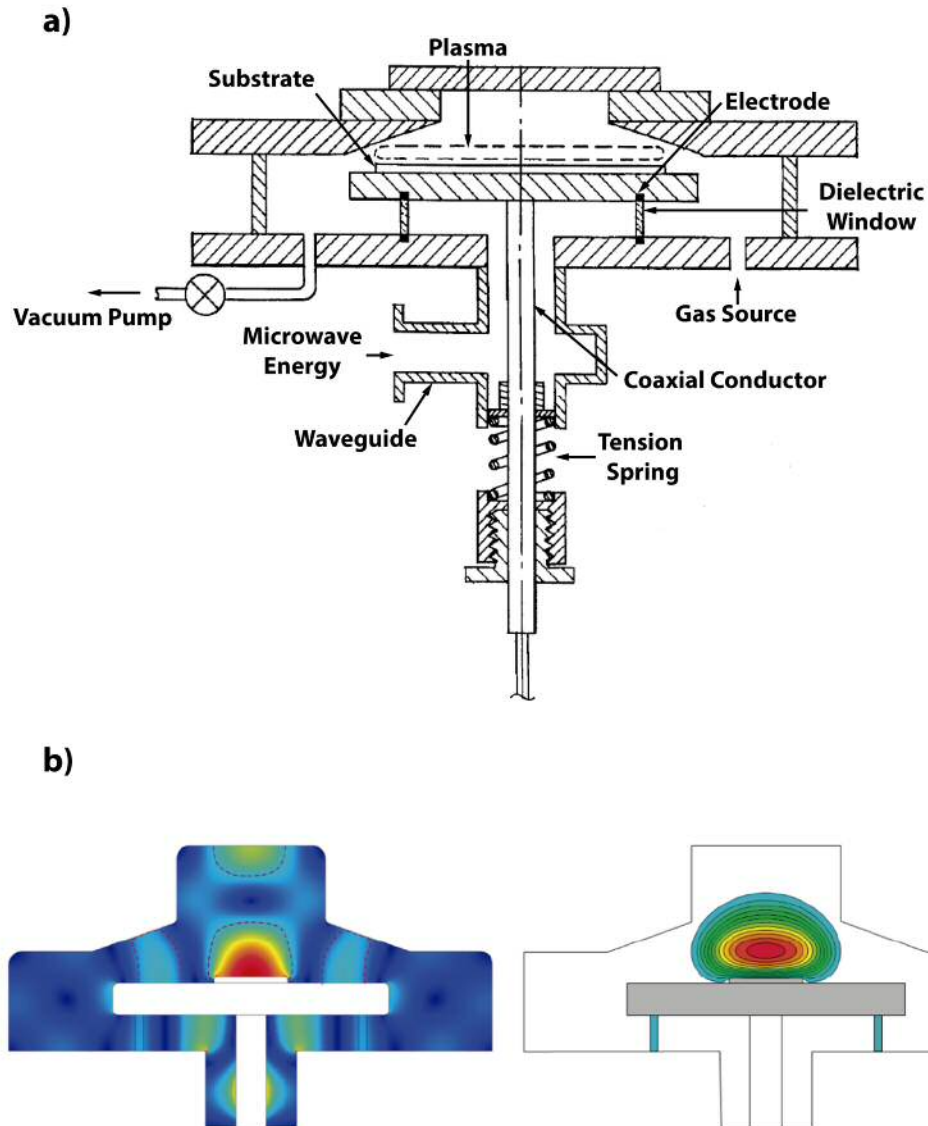 a)
Plasma
Substrate
Electrode
Dielectric
Window
Vacuum Pump
Gas Source
Microwave
Energy
Coaxial Conductor
Waveguide
Tension
Spring
b)